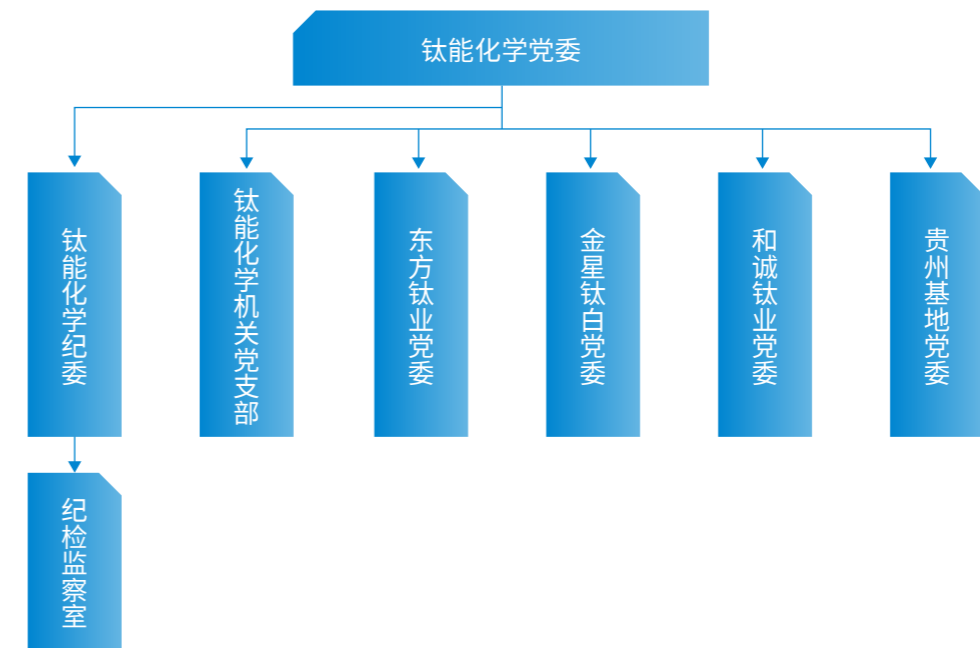 钛能化学党委
钛能化学纪委
钛能化学机关党支部
东方钛业党委
金星钛白党委
和诚钛业党委
贵州基地党委
纪检监察室